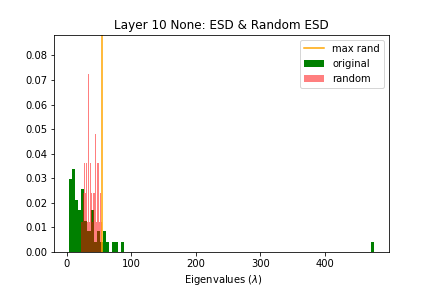 Layer 10 None: ESD & Random ESD
max rand
original
random
0.08
0.07
0.06
0.05
0.04
0.03
0.02
0.01
0.00
0 100 200 300 400
Eigenvalues (λ)